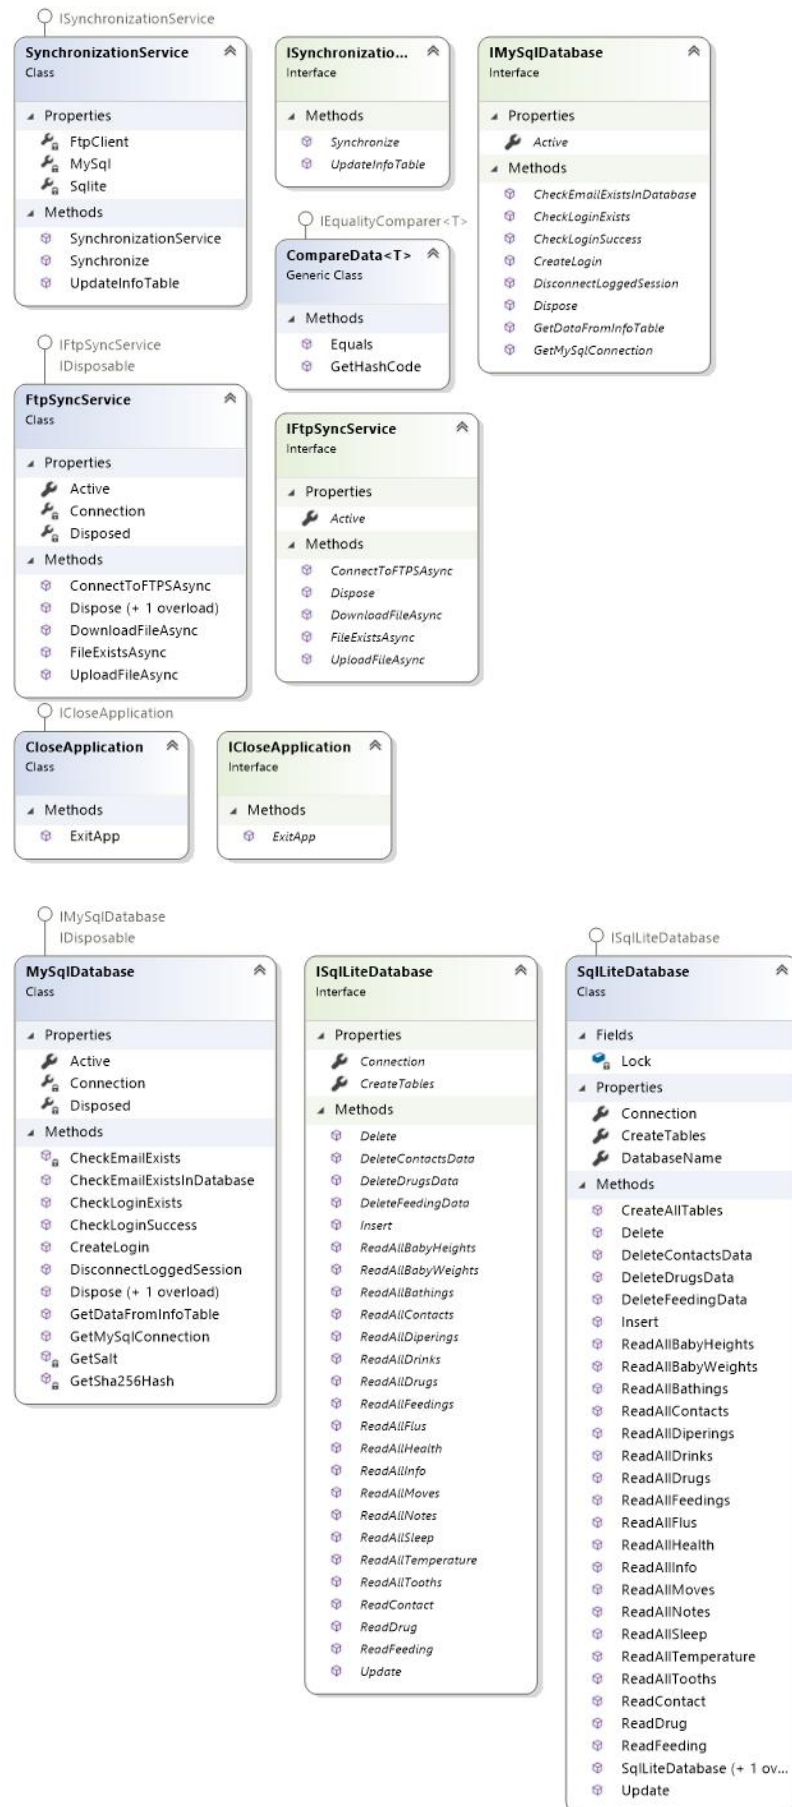 ISynchronizationService
SynchronizationService
Class
Properties
FtpClient
MySql
Sqlite
Methods
SynchronizationService
Synchronize
UpdateInfoTable
ISynchronizatio...
Interface
Methods
Synchronize
UpdateInfoTable
IMySqlDatabase
Interface
Properties
Active
Methods
CheckEmailExistsInDatabase
CheckLoginExists
CheckLoginSuccess
CreateLogin
DisconnectLoggedSession
Dispose
GetDataFromInfoTable
GetMySqlConnection
IEqualityComparer<T>
CompareData<T>
Generic Class
Methods
Equals
GetHashCode
IFtpSyncService
IDisposable
FtpSyncService
Class
Properties
Active
Connection
Disposed
Methods
ConnectToFTPSAsync
Dispose (+ 1 overload)
DownloadFileAsync
FileExistsAsync
UploadFileAsync
IFtpSyncService
Interface
Properties
Active
Methods
ConnectToFTPSAsync
Dispose
DownloadFileAsync
FileExistsAsync
UploadFileAsync
ICloseApplication
CloseApplication
Class
Methods
ExitApp
ICloseApplication
Interface
Methods
ExitApp
IMySqlDatabase
IDisposable
MySqlDatabase
Class
Properties
Active
Connection
Disposed
Methods
CheckEmailExists
CheckEmailExistsInDatabase
CheckLoginExists
CheckLoginSuccess
CreateLogin
DisconnectLoggedSession
Dispose (+ 1 overload)
GetDataFromInfoTable
GetMySqlConnection
GetSalt
GetSha256Hash
ISqlLiteDatabase
Interface
Properties
Connection
CreateTables
Methods
Delete
DeleteContactsData
DeleteDrugsData
DeleteFeedingData
Insert
ReadAllBabyHeights
ReadAllBabyWeights
ReadAllBathings
ReadAllContacts
ReadAllDiperings
ReadAllDrinks
ReadAllDrugs
ReadAllFeedings
ReadAllFlus
ReadAllHealth
ReadAllInfo
ReadAllMoves
ReadAllNotes
ReadAllSleep
ReadAllTemperature
ReadAllTooths
ReadContact
ReadDrug
ReadFeeding
Update
ISqlLiteDatabase
SqlLiteDatabase
Class
Fields
Lock
Properties
Connection
CreateTables
DatabaseName
Methods
CreateAllTables
Delete
DeleteContactsData
DeleteDrugsData
DeleteFeedingData
Insert
ReadAllBabyHeights
ReadAllBabyWeights
ReadAllBathings
ReadAllContacts
ReadAllDiperings
ReadAllDrinks
ReadAllDrugs
ReadAllFeedings
ReadAllFlus
ReadAllHealth
ReadAllInfo
ReadAllMoves
ReadAllNotes
ReadAllSleep
ReadAllTemperature
ReadAllTooths
ReadContact
ReadDrug
ReadFeeding
SqlLiteDatabase (+ 1 ov...
Update